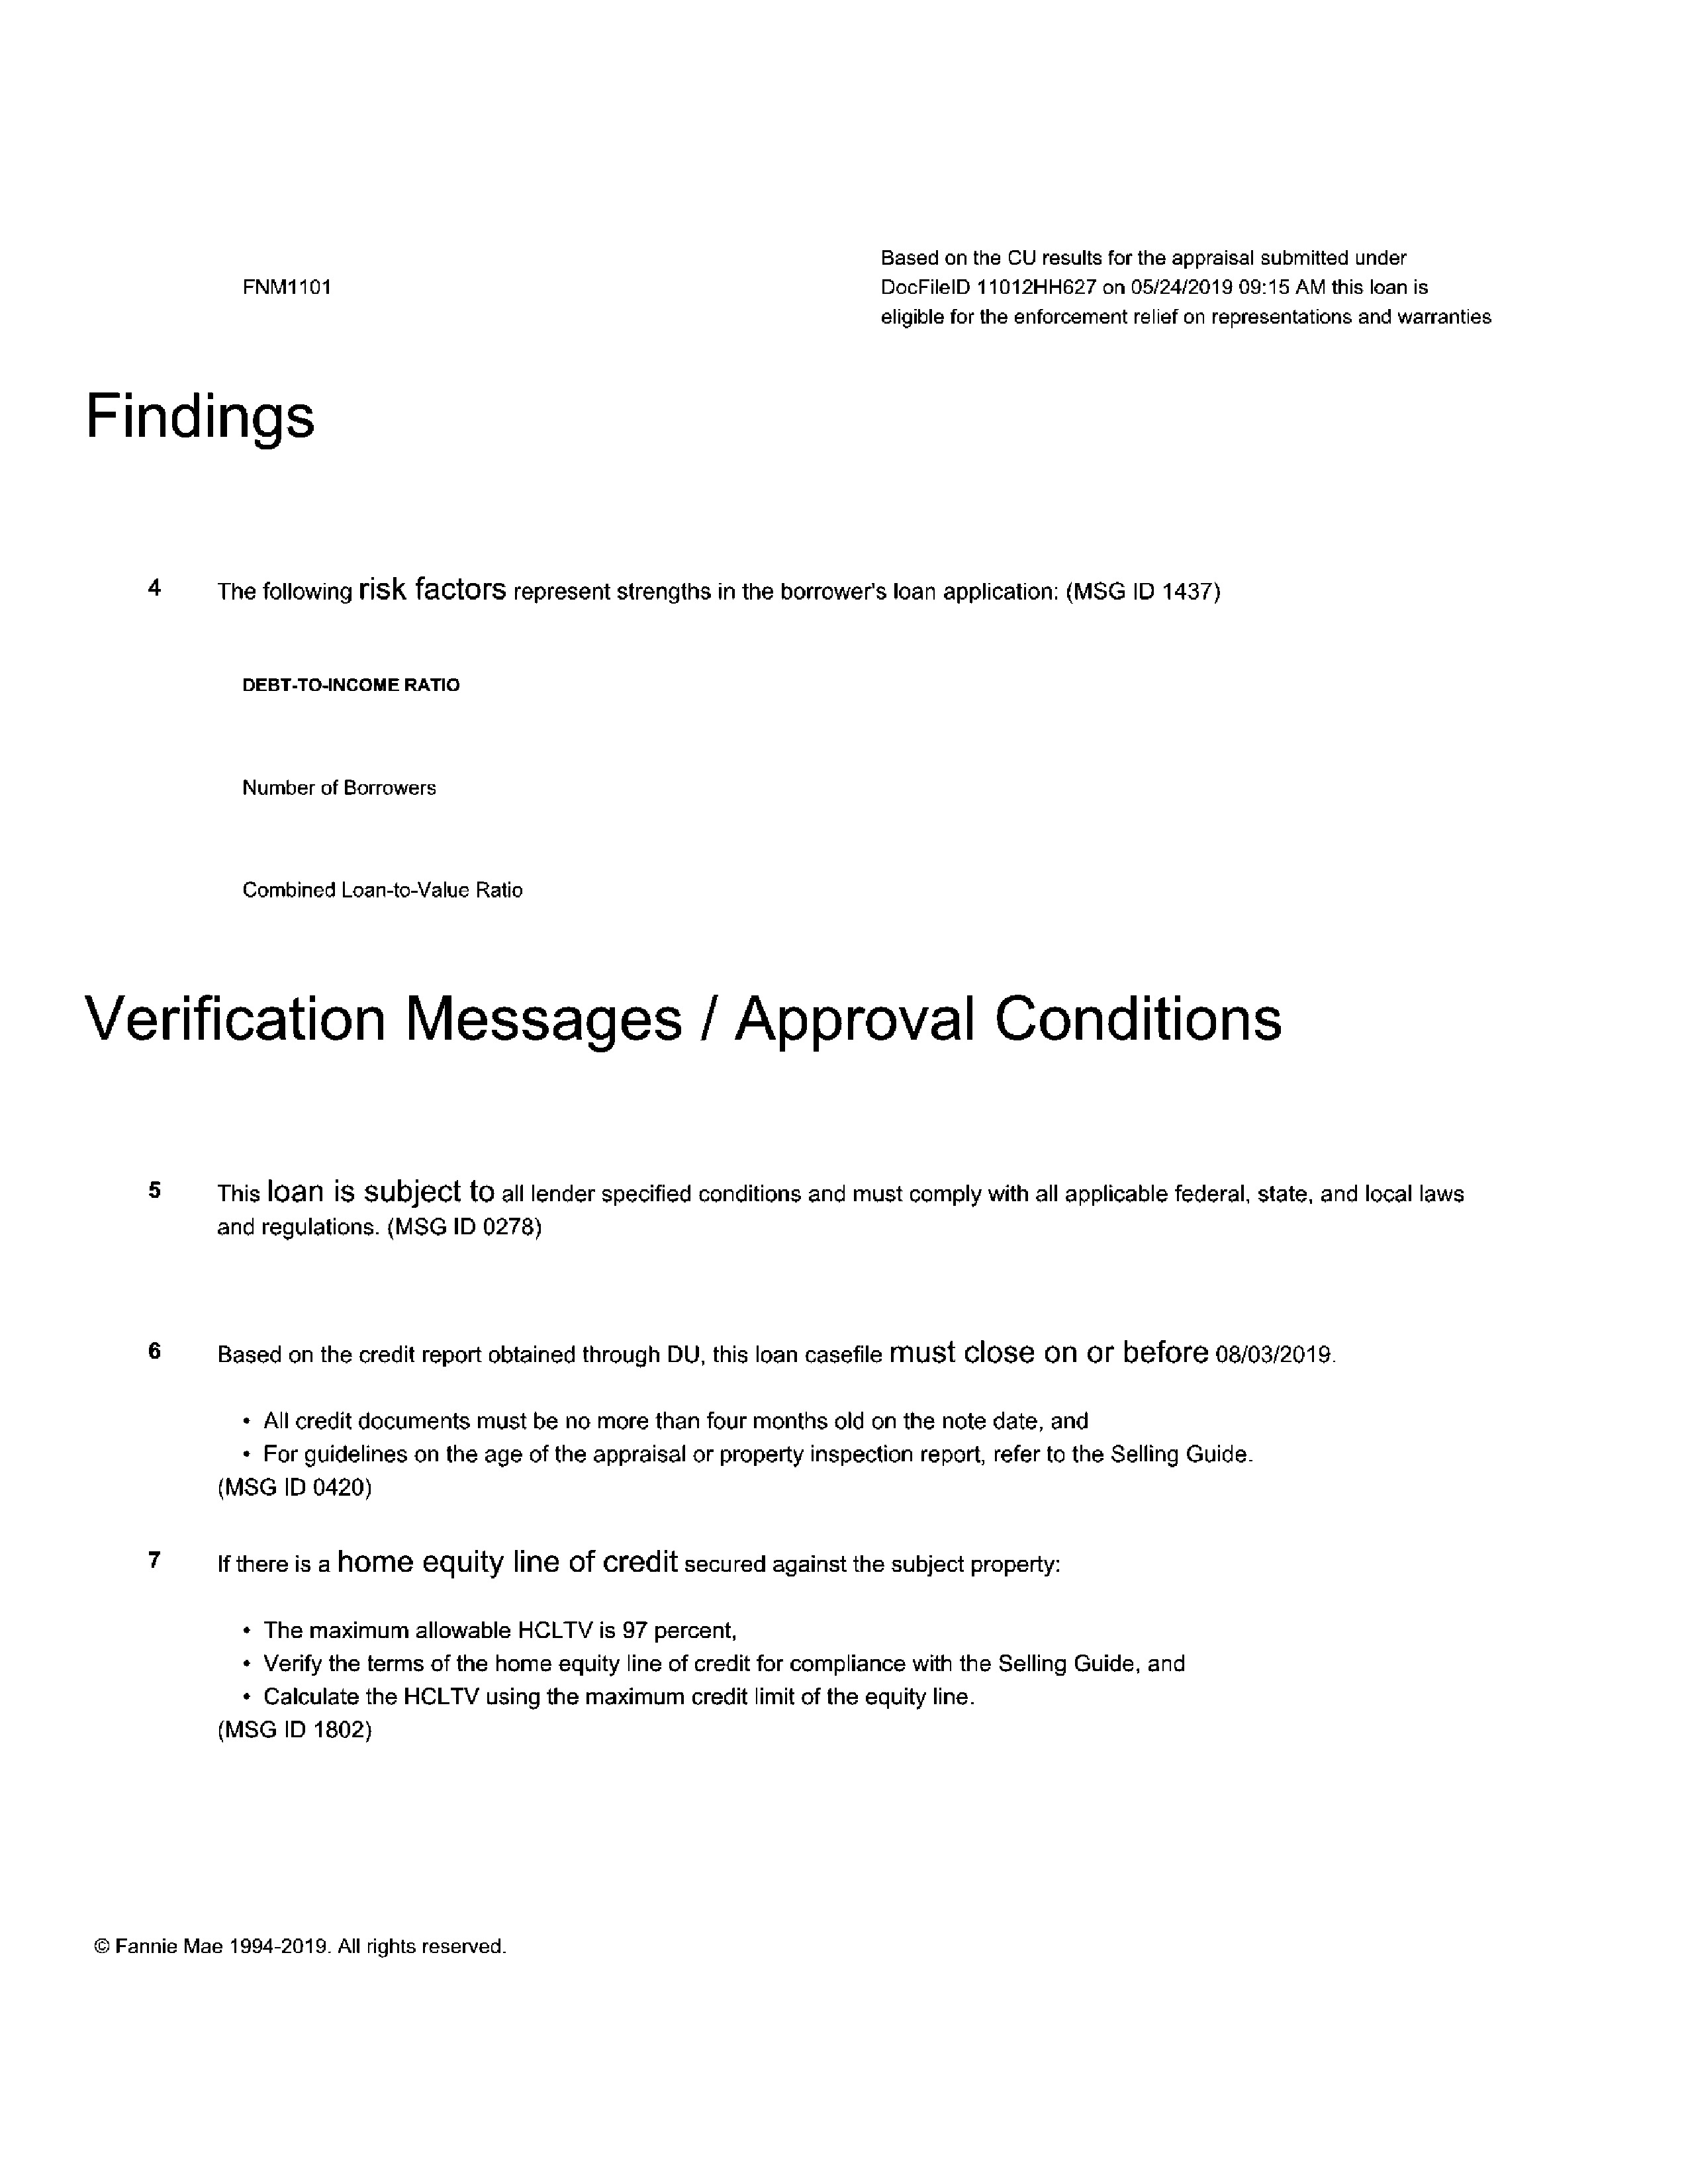 Based on the CU results for the appraisal submitted under
FNM1101 DocFileID 11012HH627 on 05/24/2019 09:15 AM this loan is
eligible for the enforcement relief on representations and warranties
Findings
4 The following risk factors represent strengths in the borrower's loan application: (MSG ID 1437)
DEBT-TO-INCOME RATIO
Number of Borrowers
Combined Loan-to-Value Ratio
Verification Messages / Approval Conditions
5 This loan is subject to all lender specified conditions and must comply with all applicable federal, state, and local laws
and regulations. (MSG ID 0278)
6 Based on the credit report obtained through DU, this loan casefile must close on or before 08/03/2019.
• All credit documents must be no more than four months old on the note date, and
• For guidelines on the age of the appraisal or property inspection report, refer to the Selling Guide.
(MSG ID 0420)
7 If there is a home equity line of credit secured against the subject property:
• The maximum allowable HCLTV is 97 percent,
• Verify the terms of the home equity line of credit for compliance with the Selling Guide, and
• Calculate the HCLTV using the maximum credit limit of the equity line.
(MSG ID 1802)
© Fannie Mae 1994-2019. All rights reserved.